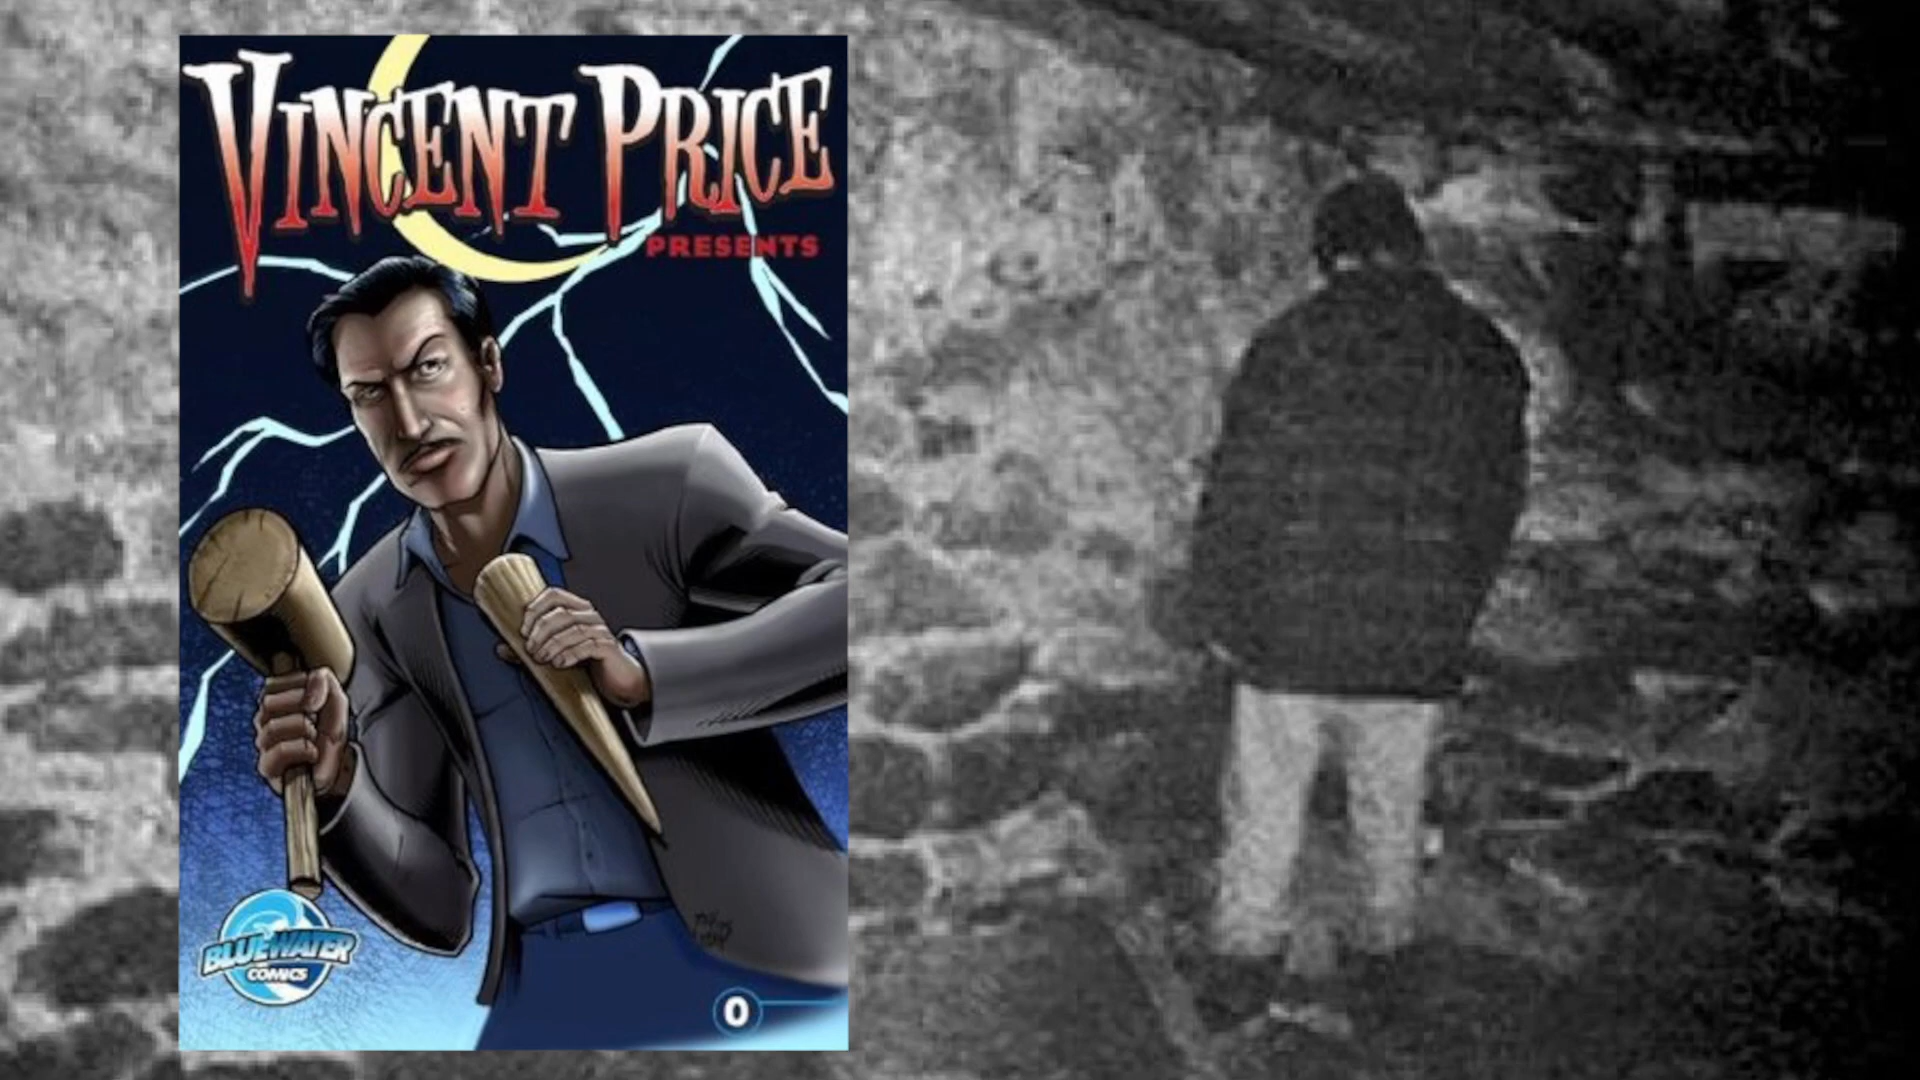 VINCENT PRICE
PRESENTS
BLUEWATER
COMICS
0